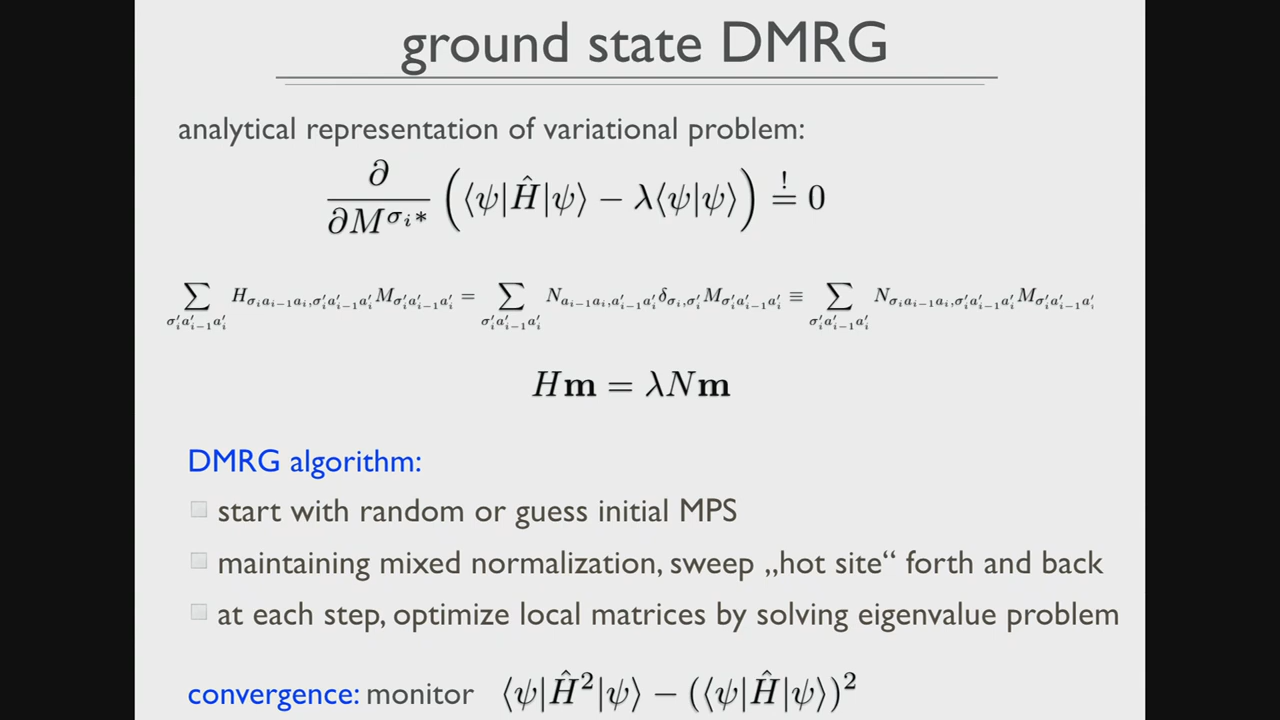 ground state DMRG
analytical representation of variational problem:
∂/∂M^{σ_i *} (⟨ψ|Ĥ|ψ⟩ − λ⟨ψ|ψ⟩) =^! 0
∑_{σ′_i a′_{i−1} a′_i} H_{σ_i a_{i−1} a_i, σ′_i a′_{i−1} a′_i} M_{σ′_i a′_{i−1} a′_i} = ∑_{σ′_i a′_{i−1} a′_i} N_{a_{i−1} a_i, a′_{i−1} a′_i} δ_{σ_i, σ′_i} M_{σ′_i a′_{i−1} a′_i} ≡ ∑_{σ′_i a′_{i−1} a′_i} N_{σ_i a_{i−1} a_i, σ′_i a′_{i−1} a′_i} M_{σ′_i a′_{i−1} a′_i}
Hm = λNm
DMRG algorithm:
start with random or guess initial MPS
maintaining mixed normalization, sweep „hot site“ forth and back
at each step, optimize local matrices by solving eigenvalue problem
convergence: monitor ⟨ψ|Ĥ²|ψ⟩ − (⟨ψ|Ĥ|ψ⟩)²